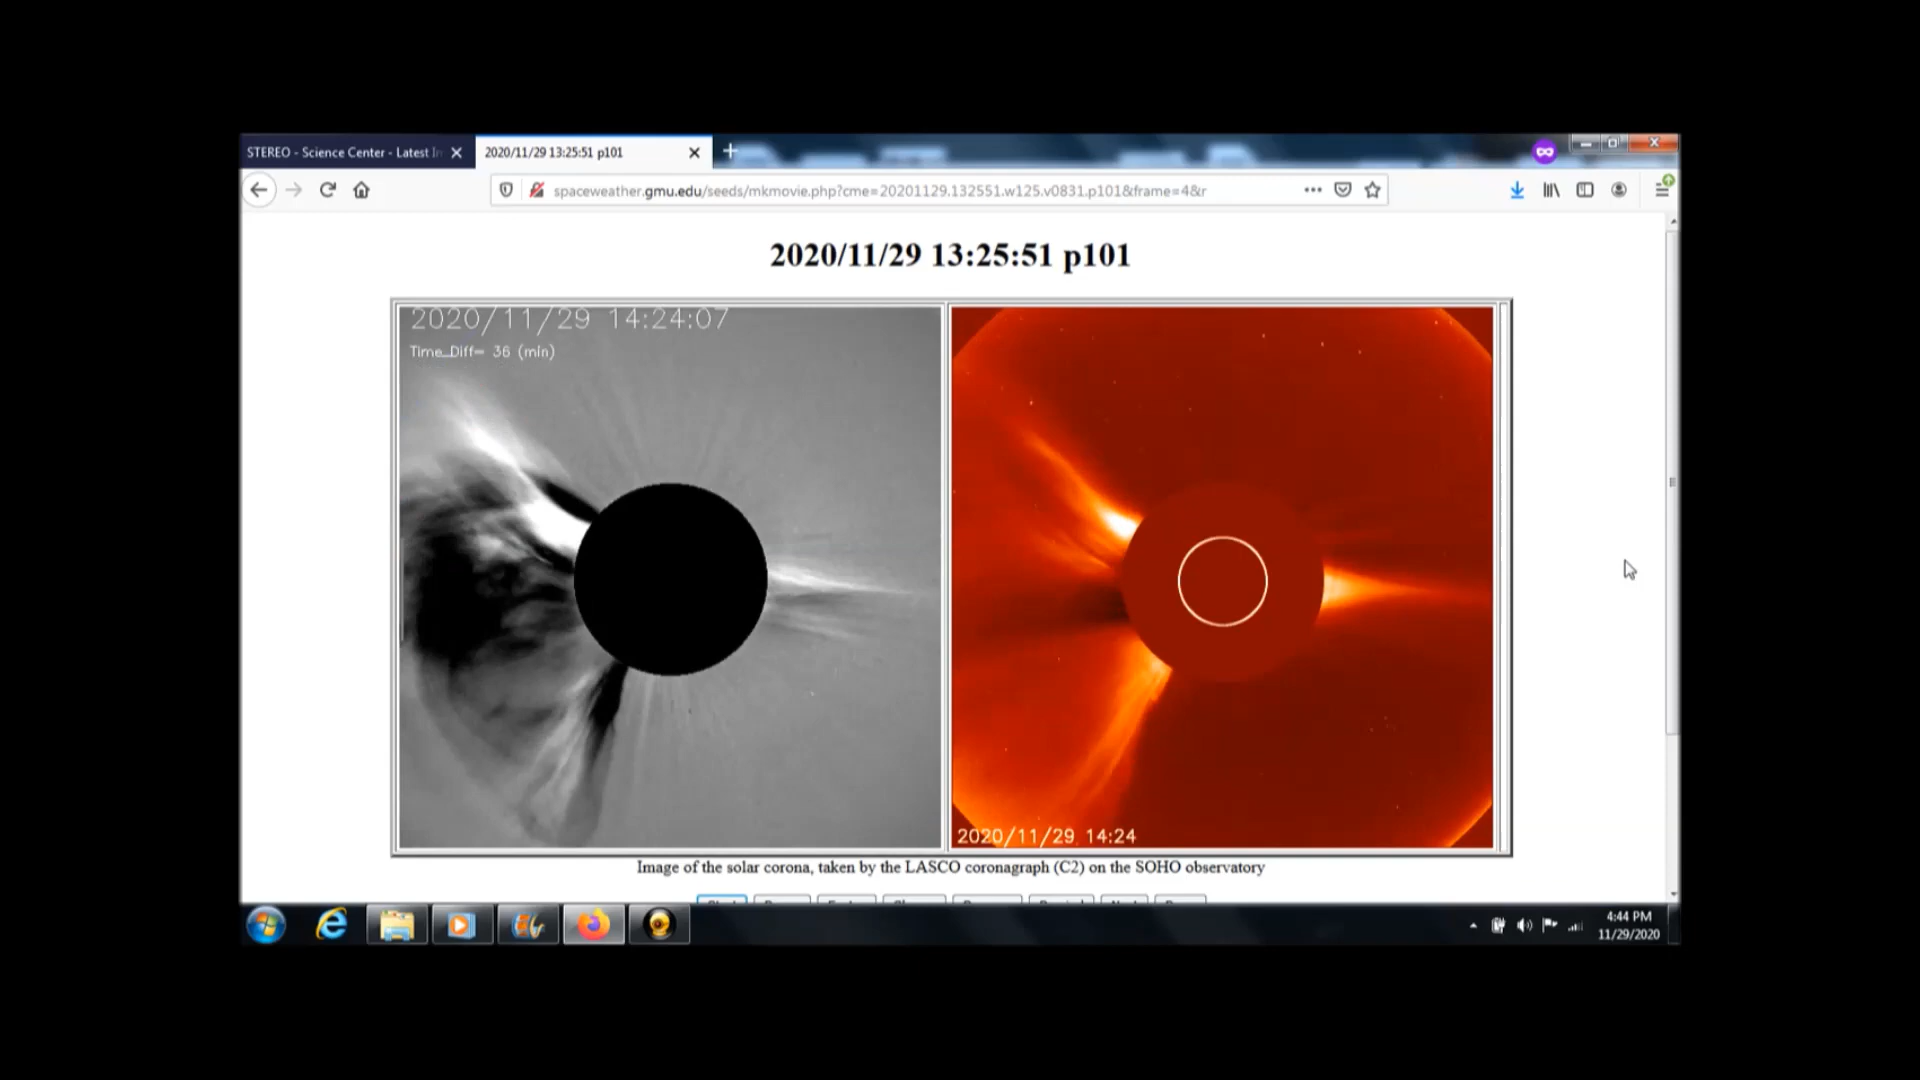 STEREO - Science Center - Latest I
2020/11/29 13:25:51 p101
spaceweather.gmu.edu/seeds/mkmovie.php?cme=20201129.132551.w125.v0831.p101&frame=4&r
2020/11/29 13:25:51 p101
2020/11/29 14:24:07
Time_Diff= 36 (min)
2020/11/29 14:24
Image of the solar corona, taken by the LASCO coronagraph (C2) on the SOHO observatory
4:44 PM
11/29/2020